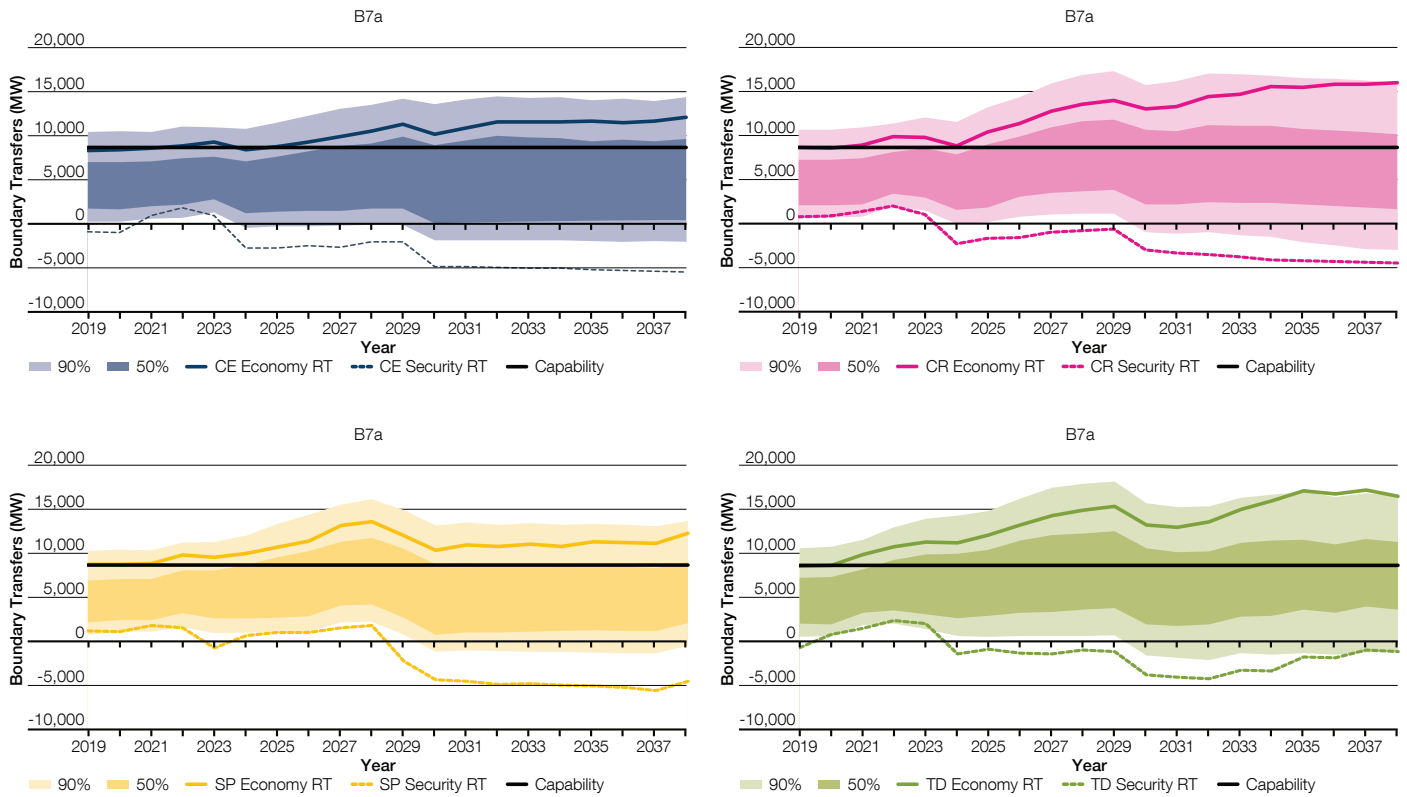 B7a
Boundary Transfers (MW)
20,000
15,000
10,000
5,000
0
-5,000
-10,000
2019 2021 2023 2025 2027 2029 2031 2033 2035 2037
Year
90% 50% CE Economy RT CE Security RT Capability
B7a
Boundary Transfers (MW)
20,000
15,000
10,000
5,000
0
-5,000
-10,000
2019 2021 2023 2025 2027 2029 2031 2033 2035 2037
Year
90% 50% CR Economy RT CR Security RT Capability
B7a
Boundary Transfers (MW)
20,000
15,000
10,000
5,000
0
-5,000
-10,000
2019 2021 2023 2025 2027 2029 2031 2033 2035 2037
Year
90% 50% SP Economy RT SP Security RT Capability
B7a
Boundary Transfers (MW)
20,000
15,000
10,000
5,000
0
-5,000
-10,000
2019 2021 2023 2025 2027 2029 2031 2033 2035 2037
Year
90% 50% TD Economy RT TD Security RT Capability